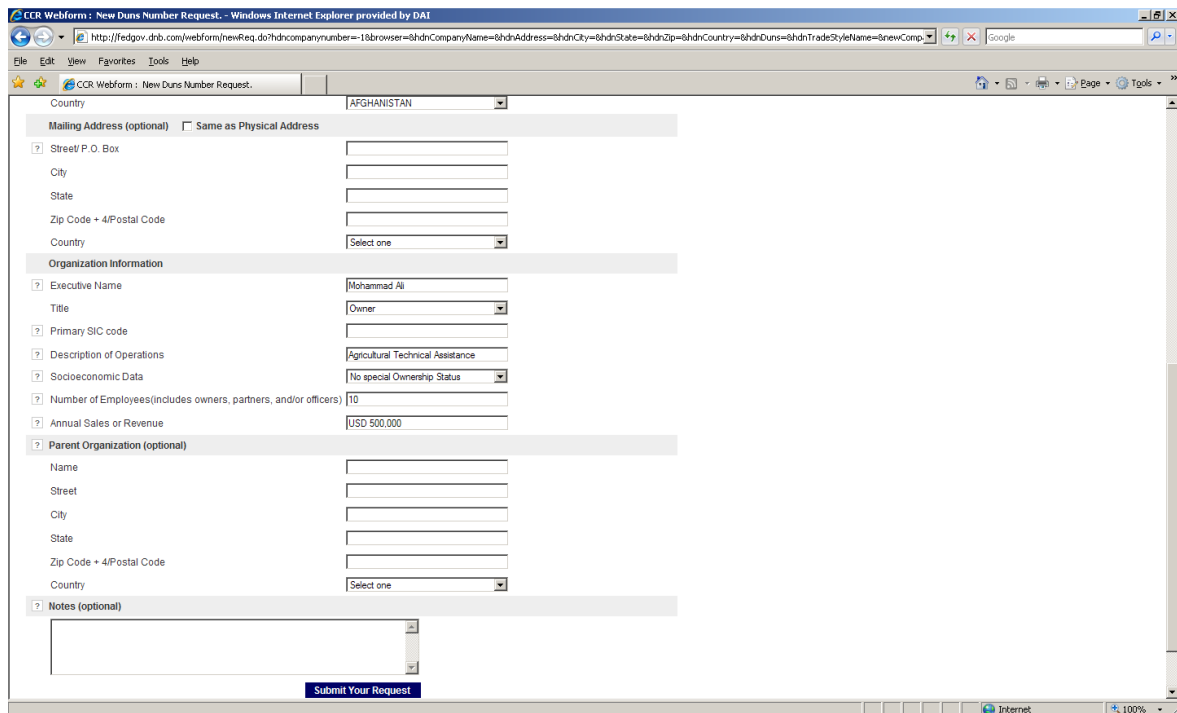 CCR Webform : New Duns Number Request. - Windows Internet Explorer provided by DAI
http://fedgov.dnb.com/webform/newReq.do?hdncompanynumber=-1&browser=&hdnCompanyName=&hdnAddress=&hdnCity=&hdnState=&hdnZip=&hdnCountry=&hdnDuns=&hdnTradeStyleName=&newComp Google
File Edit View Favorites Tools Help
CCR Webform : New Duns Number Request. Page Tools »
Country AFGHANISTAN
Mailing Address (optional) Same as Physical Address
? Street/ P.O. Box
City
State
Zip Code + 4/Postal Code
Country Select one
Organization Information
? Executive Name Mohammad Ali
Title Owner
? Primary SIC code
? Description of Operations Agricultural Technical Assistance
? Socioeconomic Data No special Ownership Status
? Number of Employees(includes owners, partners, and/or officers) 10
? Annual Sales or Revenue USD 500,000
? Parent Organization (optional)
Name
Street
City
State
Zip Code + 4/Postal Code
Country Select one
? Notes (optional)
Submit Your Request
Internet 100%